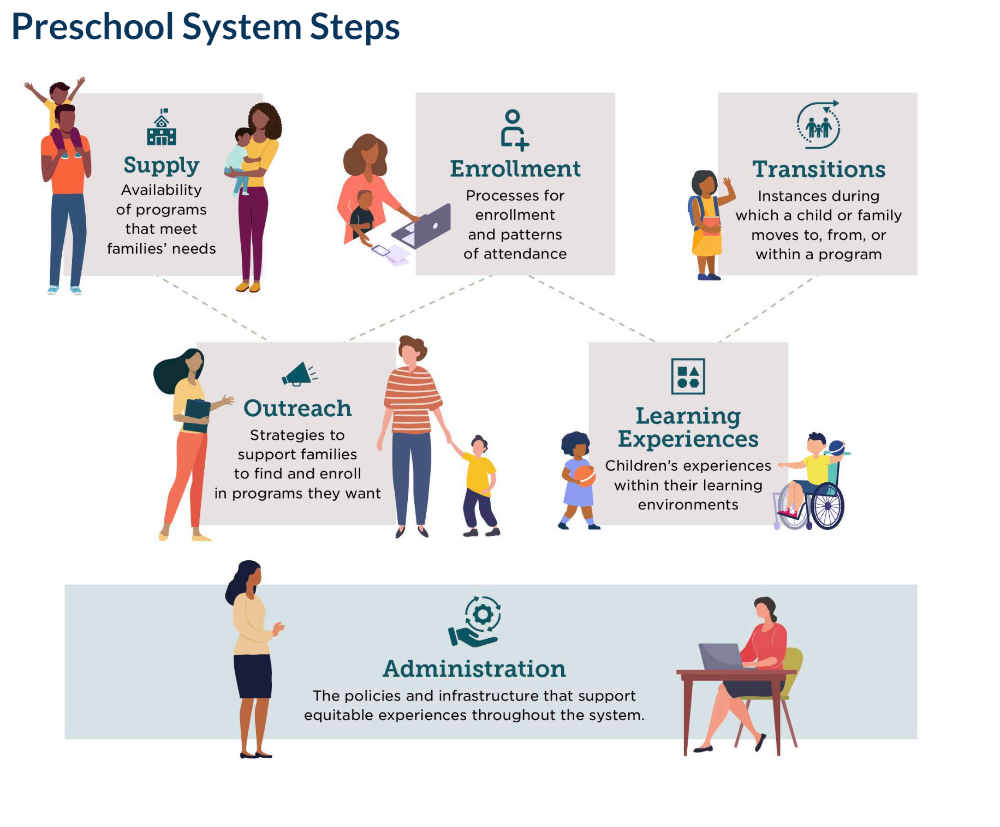 Preschool System Steps
Supply
Availability
of programs
that meet
families’ needs
Enrollment
Processes for
enrollment
and patterns
of attendance
Transitions
Instances during
which a child or family
moves to, from, or
within a program
Outreach
Strategies to
support families
to find and enroll
in programs they want
Learning
Experiences
Children’s experiences
within their learning
environments
Administration
The policies and infrastructure that support
equitable experiences throughout the system.